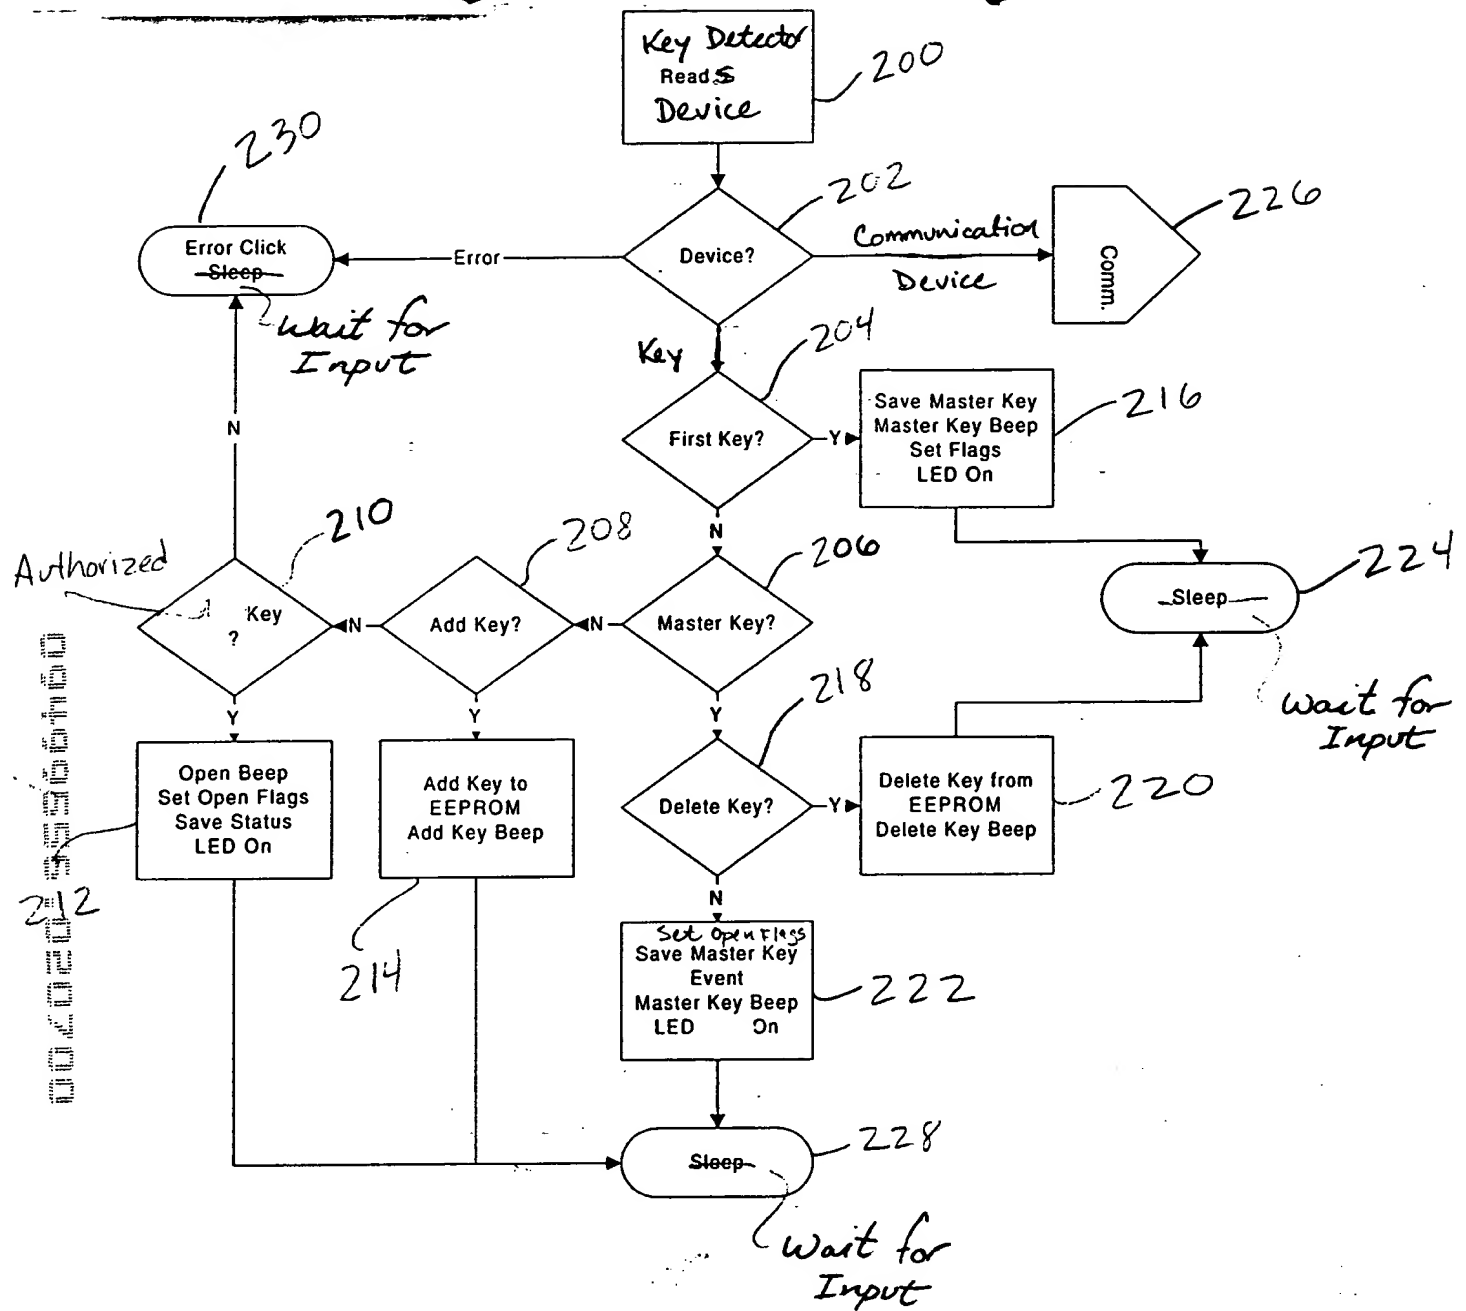 Key Detector
Reads
Device
200
230
202
226
Error Click
Sleep
Error
Device?
Communication
Device
Comm.
Wait for
Input
Key
204
First Key?
Y
Save Master Key
Master Key Beep
Set Flags
LED On
216
N
N
210
208
206
224
Authorized
Key
?
N
Add Key?
N
Master Key?
Sleep
Wait for
Input
Y
Y
Y
218
Open Beep
Set Open Flags
Save Status
LED On
212
Add Key to
EEPROM
Add Key Beep
214
Delete Key?
Y
Delete Key from
EEPROM
Delete Key Beep
220
N
Set Open Flags
Save Master Key
Event
Master Key Beep
LED On
222
Sleep
228
Wait for
Input
09499655 020700